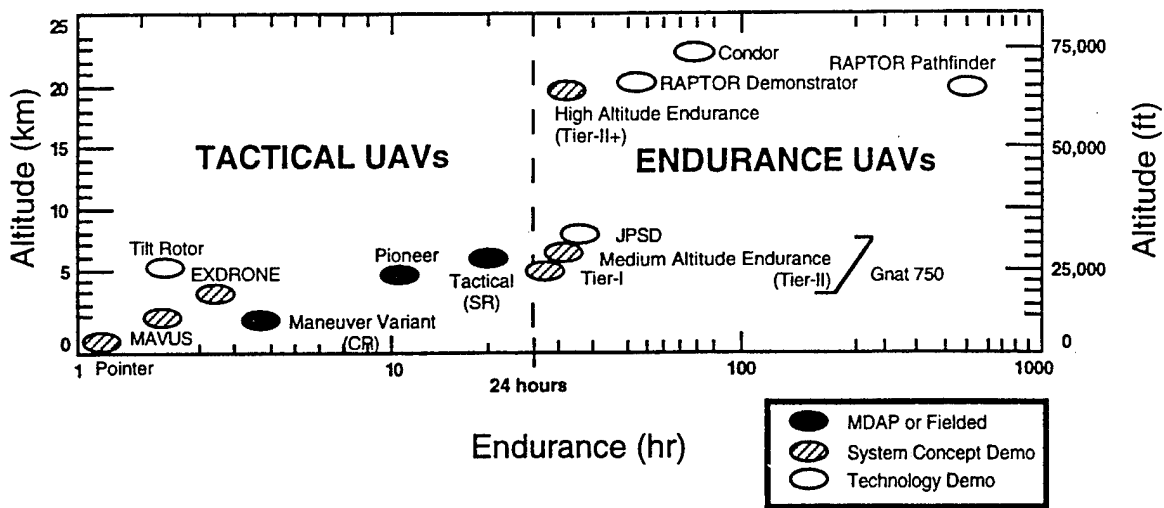 25
20
15
10
5
0
Altitude (km)
75,000
50,000
25,000
0
Altitude (ft)
Condor
RAPTOR Pathfinder
RAPTOR Demonstrator
High Altitude Endurance
(Tier-II+)
TACTICAL UAVs
ENDURANCE UAVs
Tilt Rotor
EXDRONE
Pioneer
JPSD
Tactical
(SR)
Medium Altitude Endurance
(Tier-II)
Tier-I
Gnat 750
MAVUS
Maneuver Variant
(CR)
Pointer
1
10
24 hours
100
1000
Endurance (hr)
MDAP or Fielded
System Concept Demo
Technology Demo